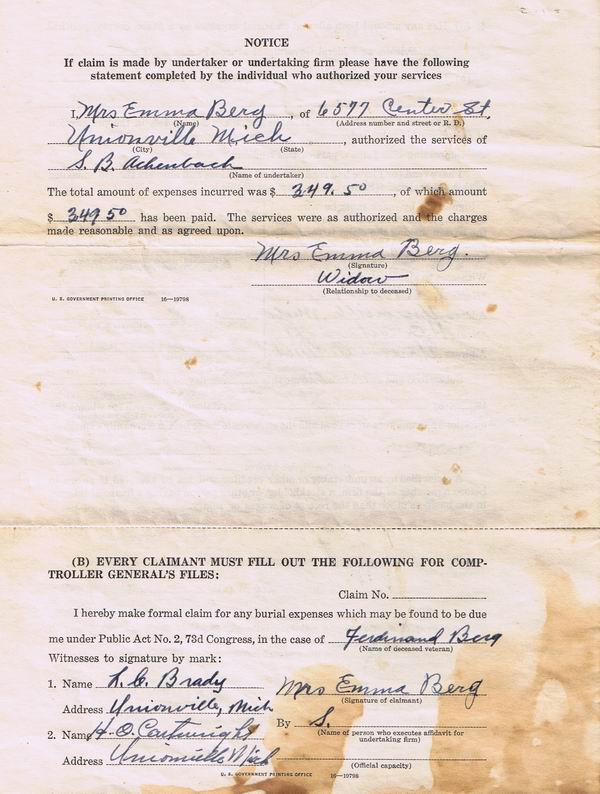 NOTICE
If claim is made by undertaker or undertaking firm please have the following
statement completed by the individual who authorized your services
I, Mrs Emma Berg, of 6577 Center St,
(Name) (Address number and street or R. D.)
Unionville Mich, authorized the services of
(City) (State)
S. B. Achenbach
(Name of undertaker)
The total amount of expenses incurred was $ 349.50, of which amount
$ 349 50 has been paid. The services were as authorized and the charges
made reasonable and as agreed upon.
Mrs Emma Berg.
(Signature)
Widow
(Relationship to deceased)
U. S. GOVERNMENT PRINTING OFFICE 16—19798
(B) EVERY CLAIMANT MUST FILL OUT THE FOLLOWING FOR COMP-
TROLLER GENERAL'S FILES:
Claim No.
I hereby make formal claim for any burial expenses which may be found to be due
me under Public Act No. 2, 73d Congress, in the case of Ferdinand Berg
(Name of deceased veteran)
Witnesses to signature by mark:
1. Name L. C. Brady Mrs Emma Berg
(Signature of claimant)
Address Unionville, Mich
By S.
2. Name H. O. Cartwright
(Name of person who executes affidavit for
undertaking firm)
Address Unionville Mich
(Official capacity)
U. S. GOVERNMENT PRINTING OFFICE 16—19798